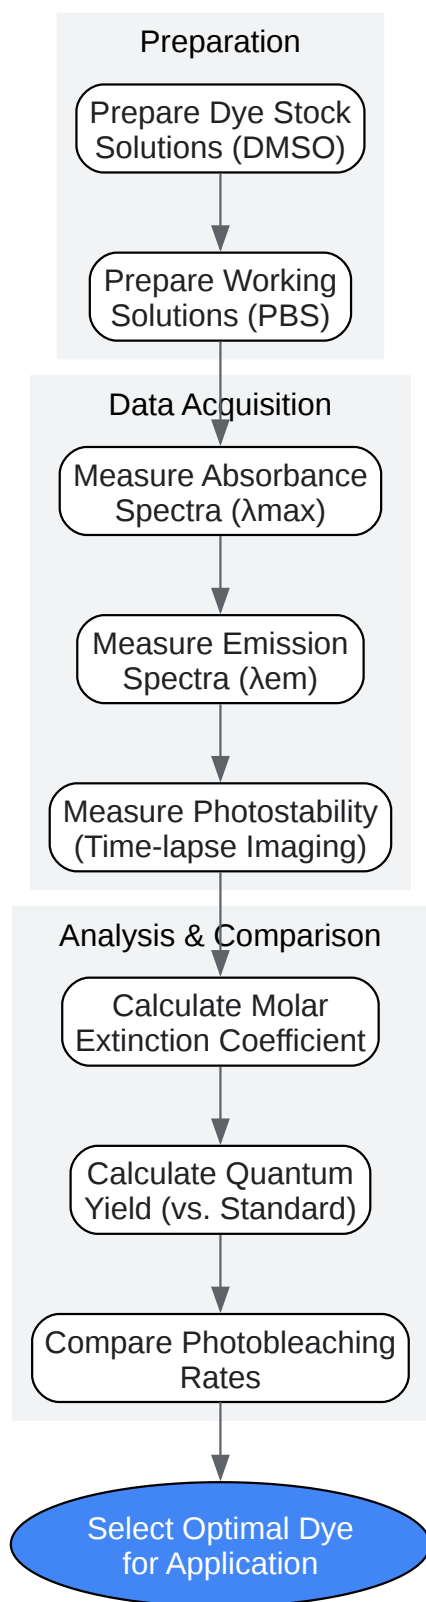 Preparation
Prepare Dye Stock
Solutions (DMSO)
Prepare Working
Solutions (PBS)
Data Acquisition
Measure Absorbance
Spectra (λmax)
Measure Emission
Spectra (λem)
Measure Photostability
(Time-lapse Imaging)
Analysis & Comparison
Calculate Molar
Extinction Coefficient
Calculate Quantum
Yield (vs. Standard)
Compare Photobleaching
Rates
Select Optimal Dye
for Application